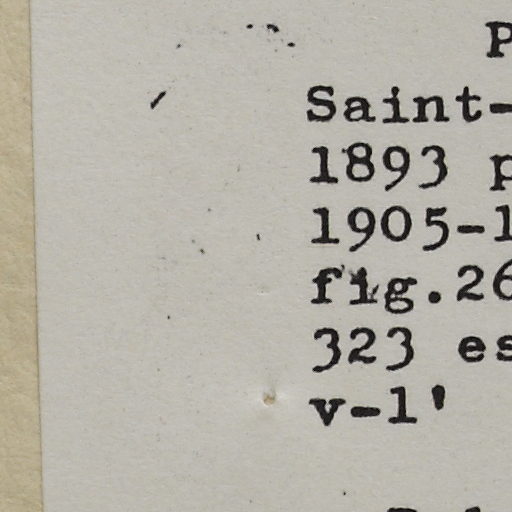 P
Saint-
1893 p
1905-1
fig.26
323 es
v-1'